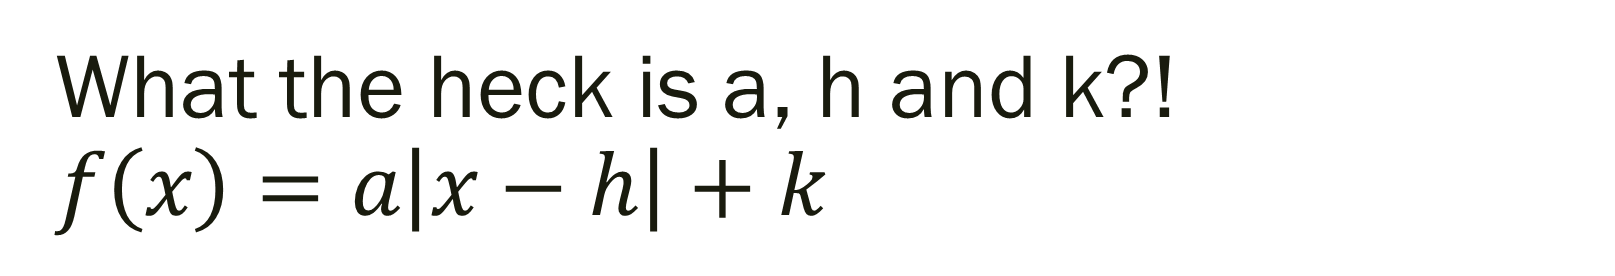 What the heck is a, h and k?!
f(x) = a|x − h| + k